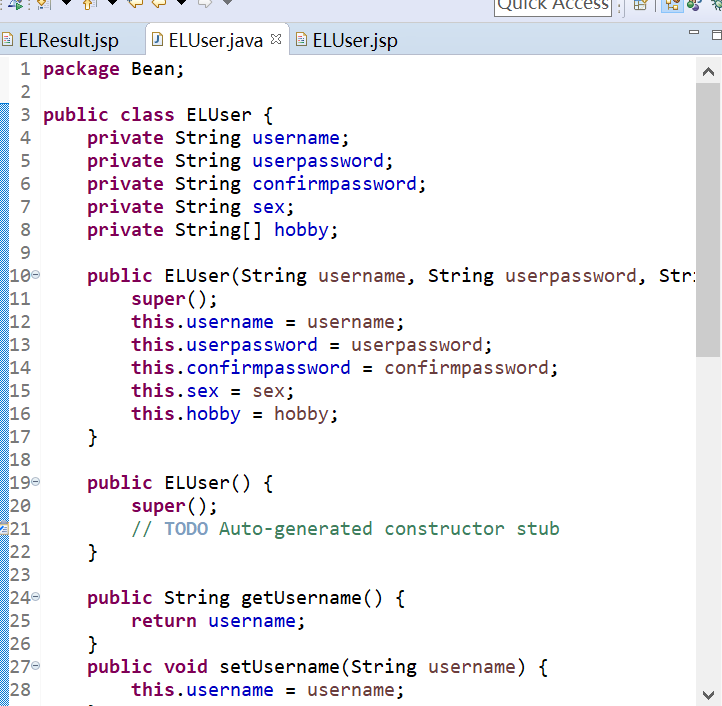 Quick Access
ELResult.jsp ELUser.java ELUser.jsp
1 package Bean;
2
3 public class ELUser {
4 private String username;
5 private String userpassword;
6 private String confirmpassword;
7 private String sex;
8 private String[] hobby;
9
10 public ELUser(String username, String userpassword, Stri
11 super();
12 this.username = username;
13 this.userpassword = userpassword;
14 this.confirmpassword = confirmpassword;
15 this.sex = sex;
16 this.hobby = hobby;
17 }
18
19 public ELUser() {
20 super();
21 // TODO Auto-generated constructor stub
22 }
23
24 public String getUsername() {
25 return username;
26 }
27 public void setUsername(String username) {
28 this.username = username;